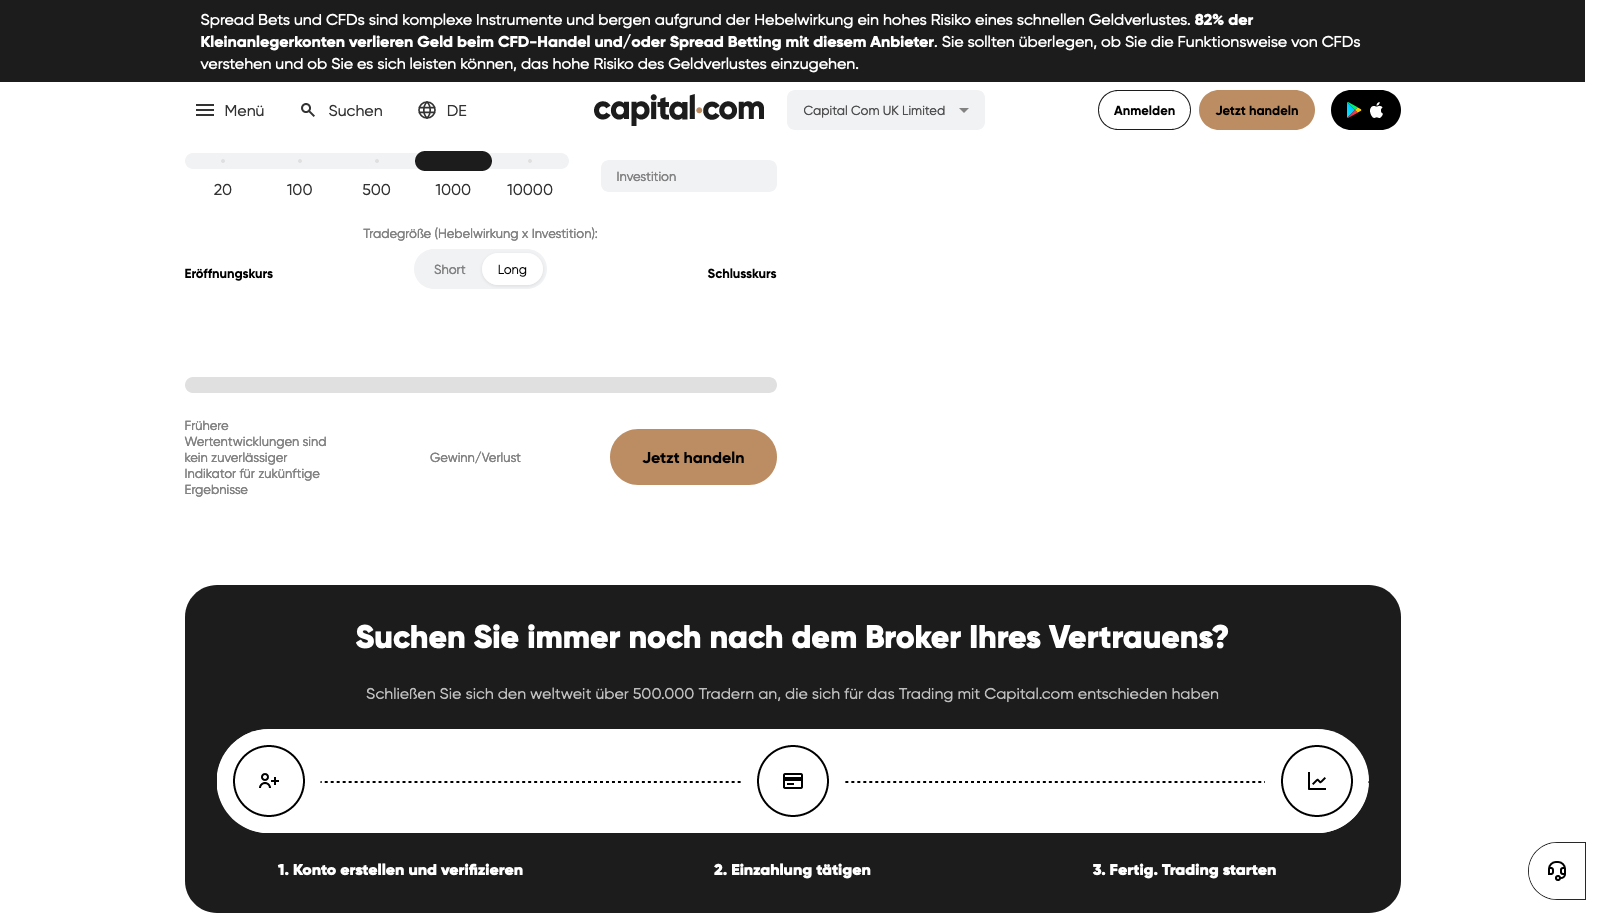 Spread Bets und CFDs sind komplexe Instrumente und bergen aufgrund der Hebelwirkung ein hohes Risiko eines schnellen Geldverlustes. 82% der
Kleinanlegerkonten verlieren Geld beim CFD-Handel und/oder Spread Betting mit diesem Anbieter. Sie sollten überlegen, ob Sie die Funktionsweise von CFDs
verstehen und ob Sie es sich leisten können, das hohe Risiko des Geldverlustes einzugehen.
Menü
Suchen
DE
capital.com
Capital Com UK Limited
Anmelden
Jetzt handeln
20
100
500
1000
10000
Investition
Tradegröße (Hebelwirkung x Investition):
Eröffnungskurs
Short
Long
Schlusskurs
Frühere
Wertentwicklungen sind
kein zuverlässiger
Indikator für zukünftige
Ergebnisse
Gewinn/Verlust
Jetzt handeln
Suchen Sie immer noch nach dem Broker Ihres Vertrauens?
Schließen Sie sich den weltweit über 500.000 Tradern an, die sich für das Trading mit Capital.com entschieden haben
1. Konto erstellen und verifizieren
2. Einzahlung tätigen
3. Fertig. Trading starten